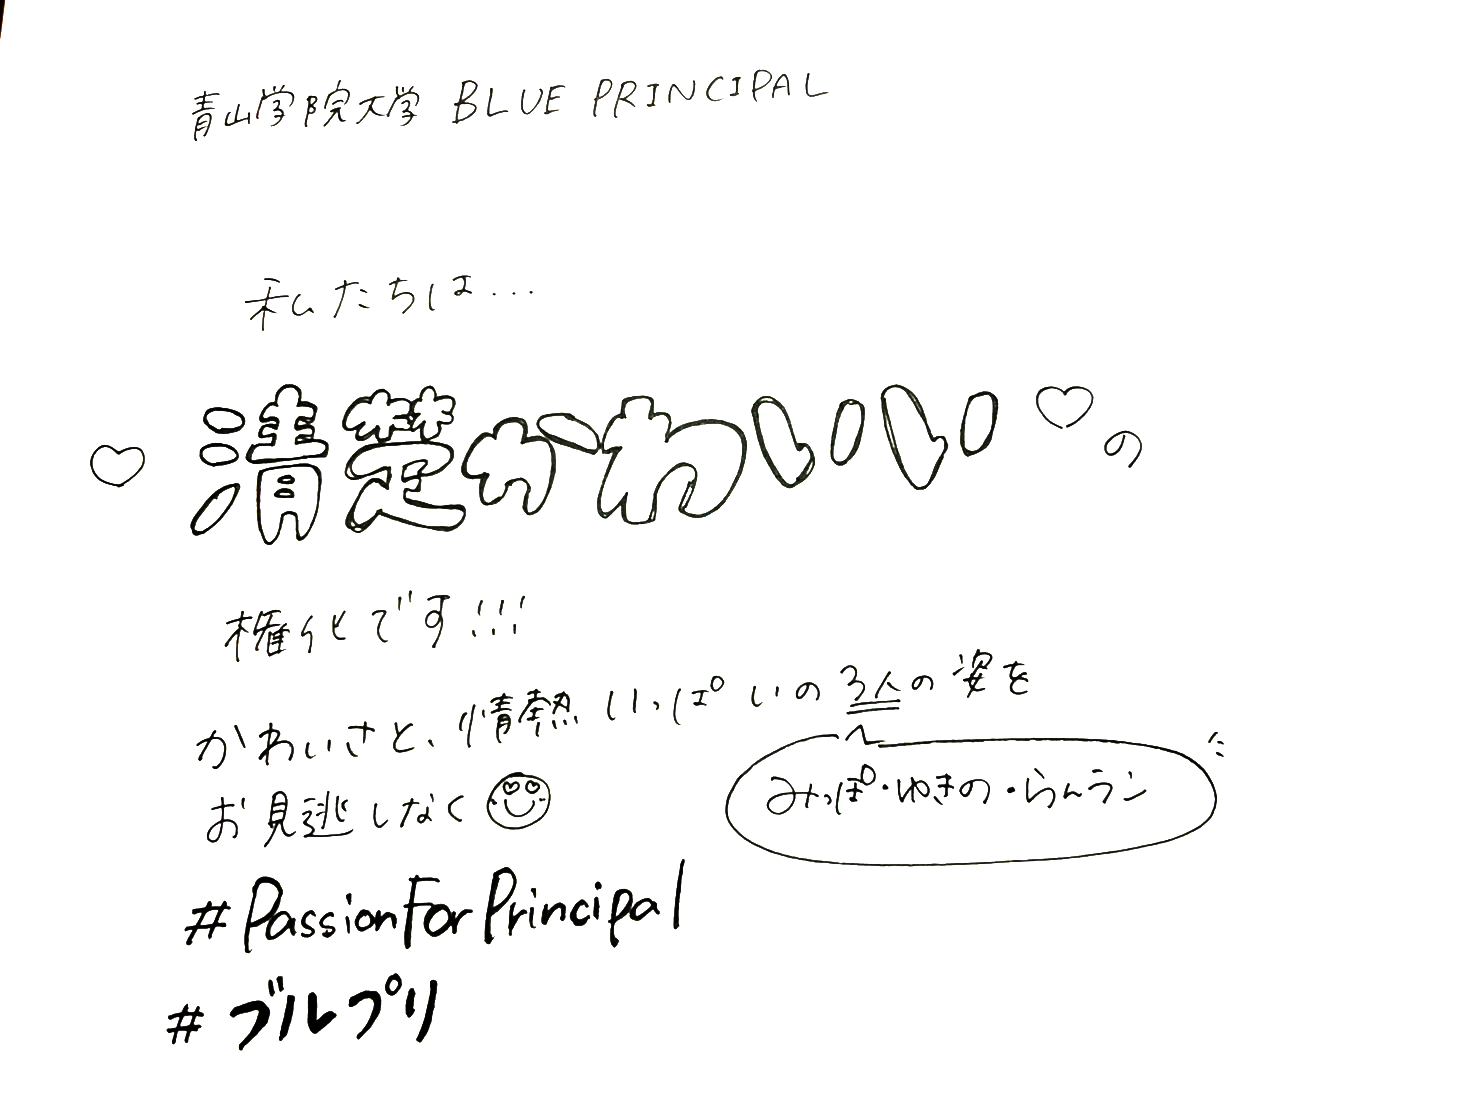 青山学院大学 BLUE PRINCIPAL
私たちは...
♡清楚かわいい♡の
権化です!!!
かわいさと、情熱いっぱいの3人の姿を
みっぽ・ゆきの・らんラン
お見逃しなく
#PassionForPrincipal
#ブルプリ